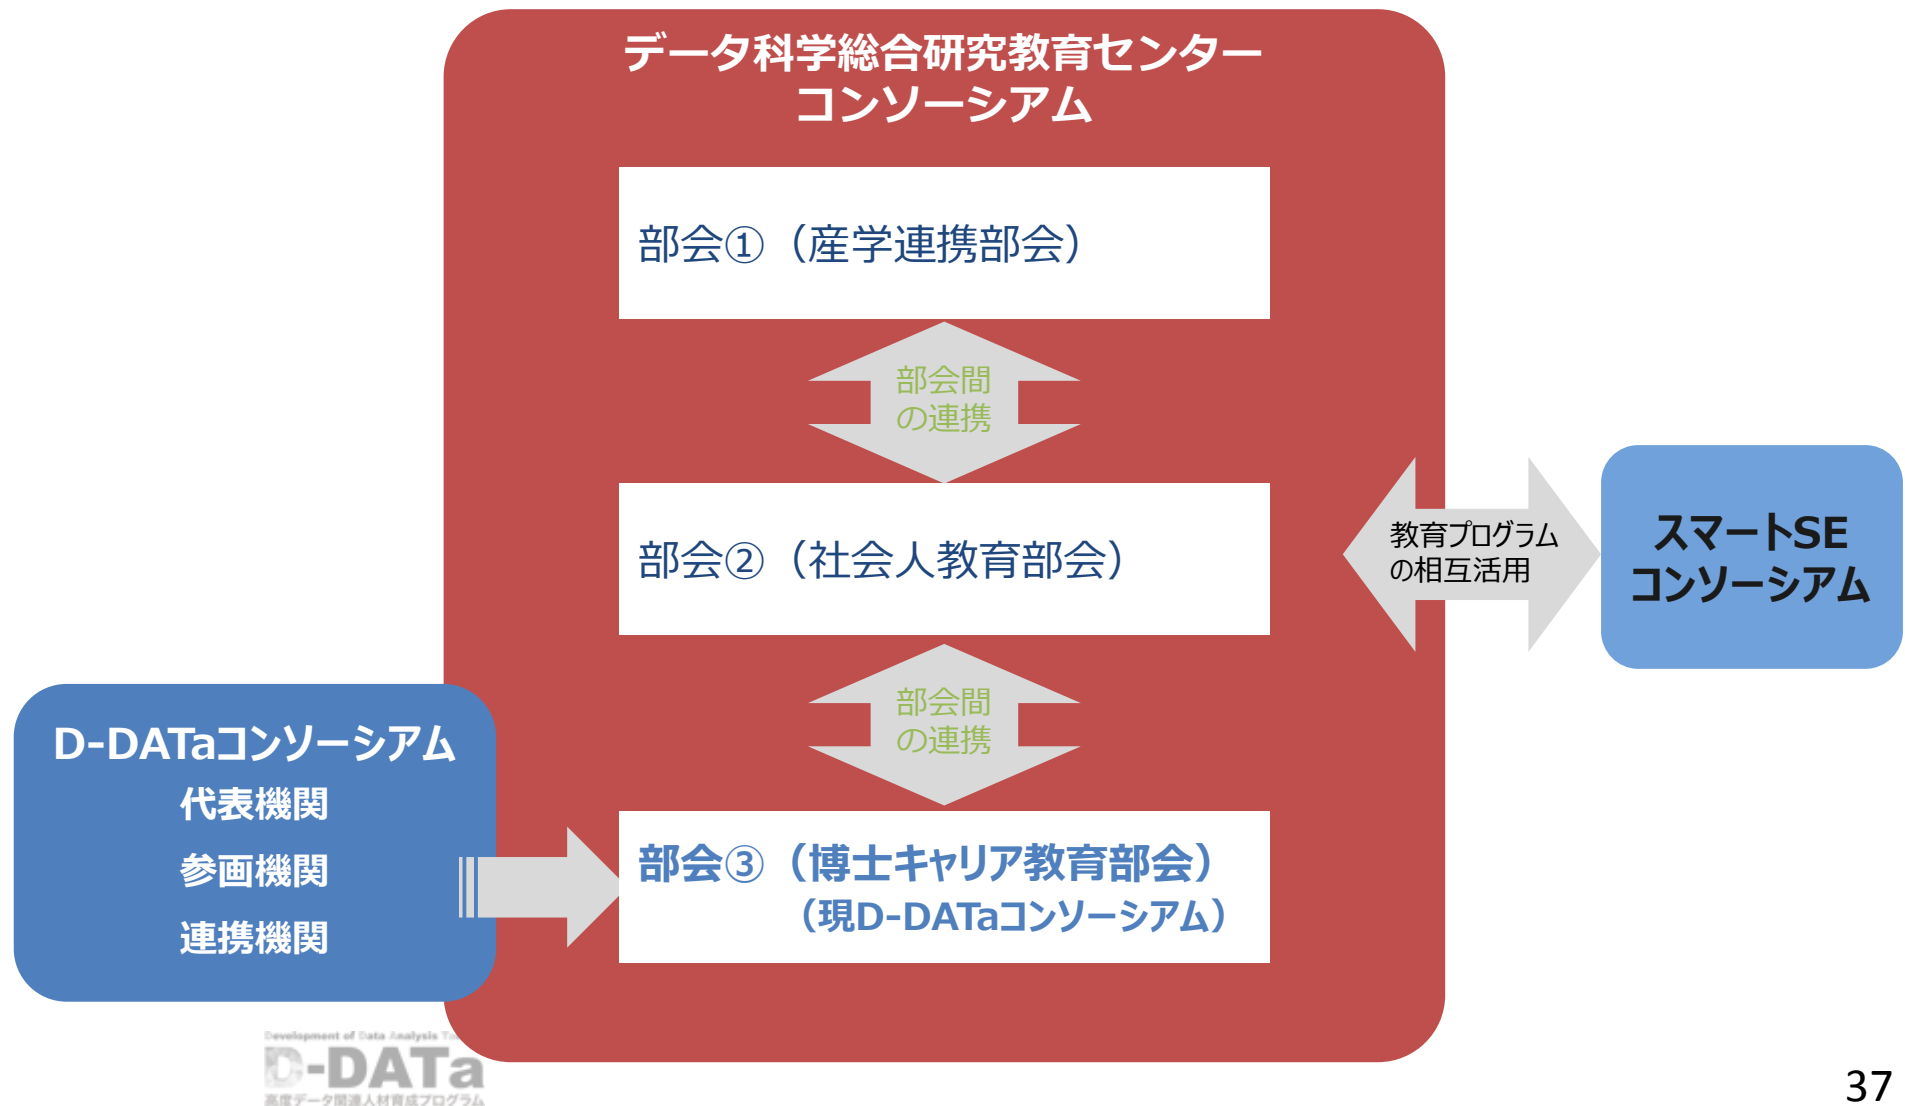 データ科学総合研究教育センター
コンソーシアム
部会①（産学連携部会）
部会間
の連携
部会②（社会人教育部会）
教育プログラム
の相互活用
スマートSE
コンソーシアム
部会間
の連携
D-DATaコンソーシアム
代表機関
参画機関
連携機関
部会③（博士キャリア教育部会）
（現D-DATaコンソーシアム）
Development of Data Analysis
D-DATa
高度データ関連人材育成プログラム
37